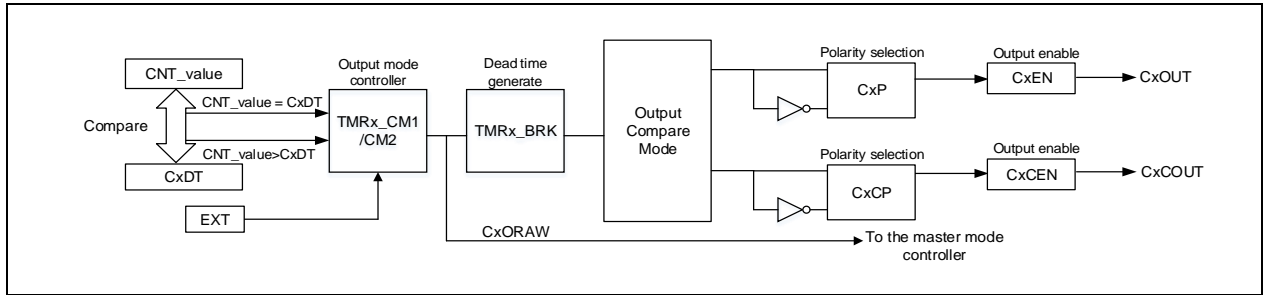 Polarity selection
Output enable
CNT_value
Output mode
controller
Dead time
generate
CxP
CxEN
CxOUT
CNT_value = CxDT
Compare
TMRx_CM1
/CM2
TMRx_BRK
Output
Compare
Mode
CNT_value>CxDT
CxDT
Polarity selection
Output enable
CxCP
CxCEN
CxCOUT
EXT
CxORAW
To the master mode
controller